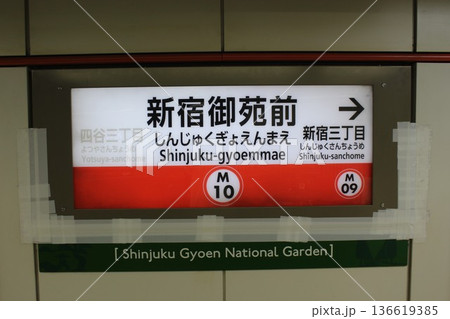 新宿御苑前
しんじゅくぎょえんまえ
Shinjuku-gyoemmae
M
10
四谷三丁目
よつやさんちょうめ
Yotsuya-sanchome
→
新宿三丁目
しんじゅくさんちょうめ
Shinjuku-sanchome
M
09
[Shinjuku Gyoen National Garden]
136619385